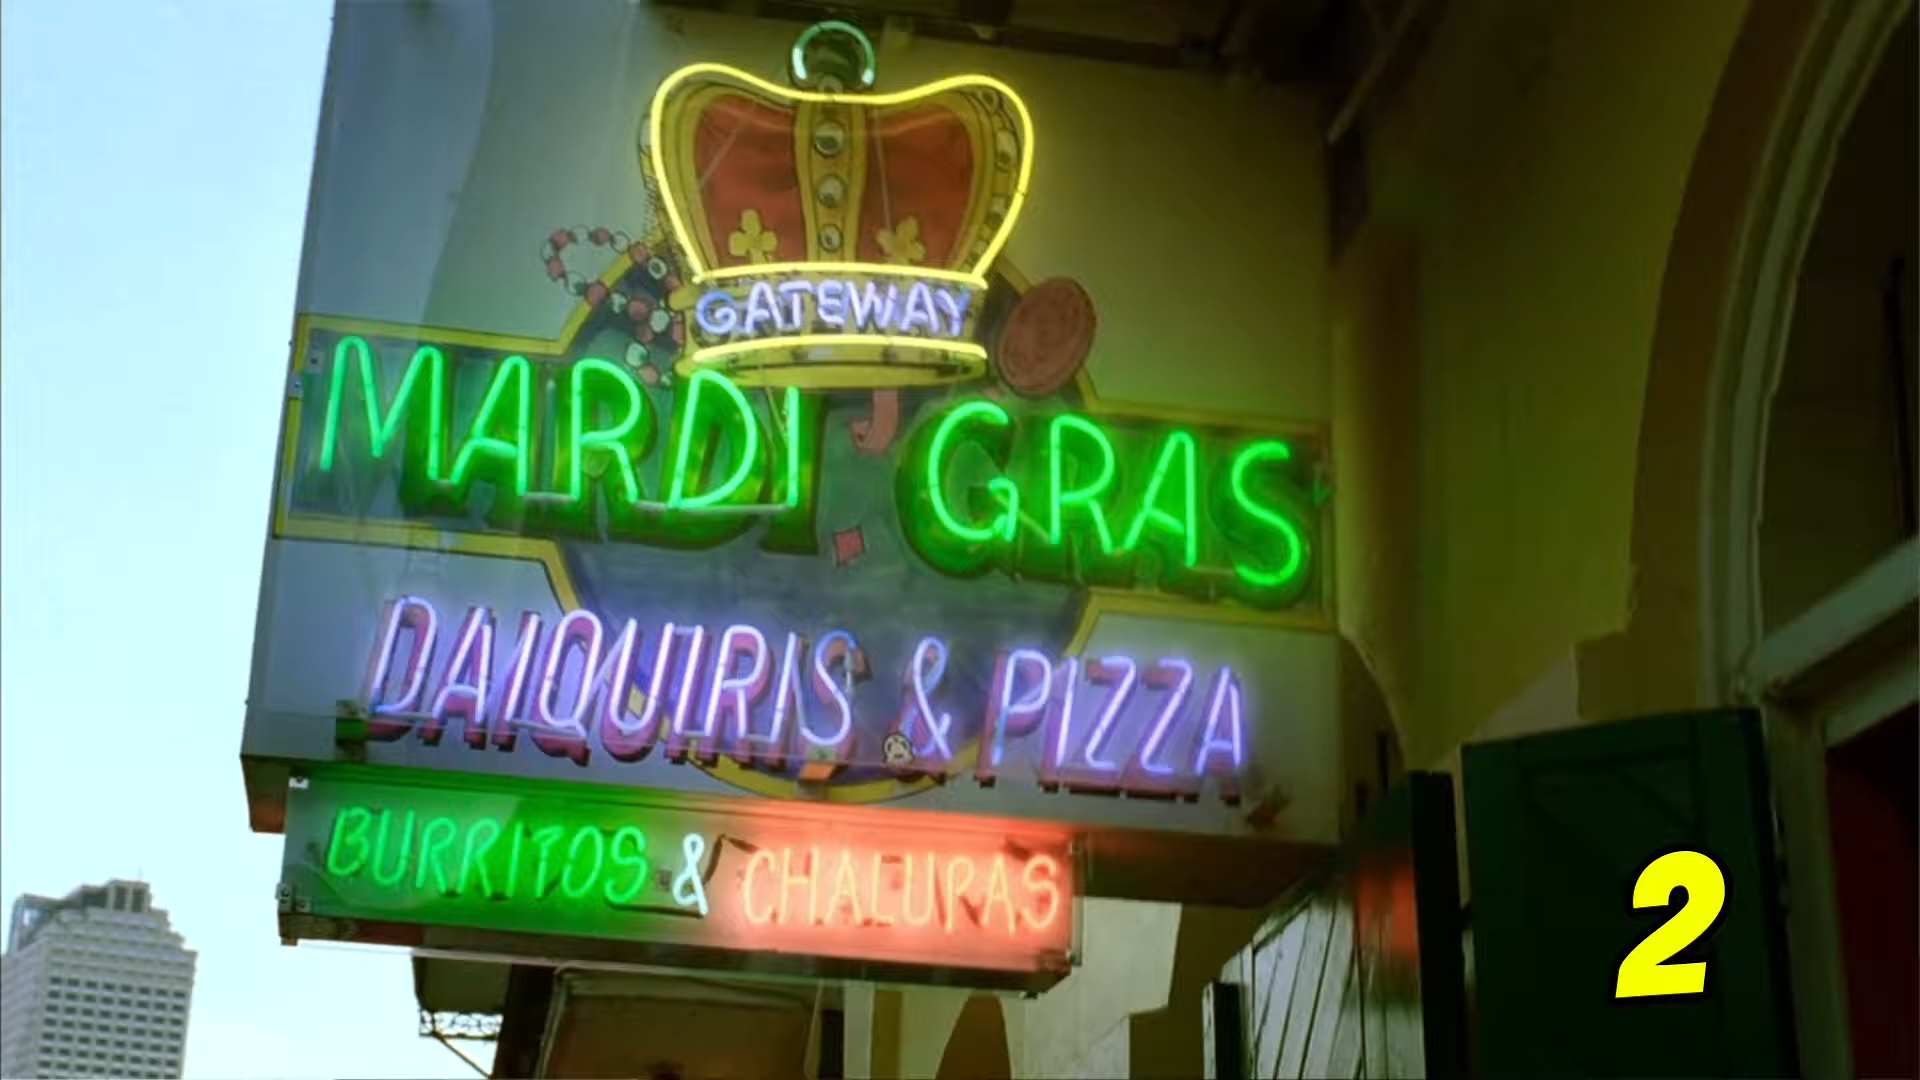 GATEWAY
MARDI GRAS
DAIQUIRIS & PIZZA
BURRITOS & CHALUPAS
2